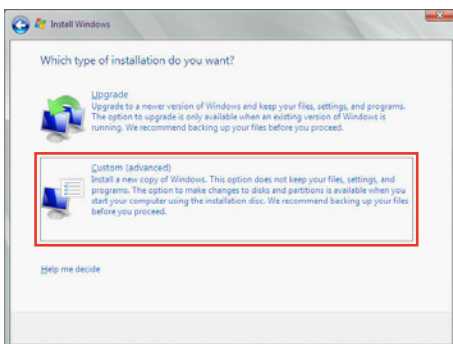 Install Windows
Which type of installation do you want?
Upgrade
Upgrade to a newer version of Windows and keep your files, settings, and programs.
The option to upgrade is only available when an existing version of Windows is
running. We recommend backing up your files before you proceed.
Custom (advanced)
Install a new copy of Windows. This option does not keep your files, settings, and
programs. The option to make changes to disks and partitions is available when you
start your computer using the installation disc. We recommend backing up your files
before you proceed.
Help me decide